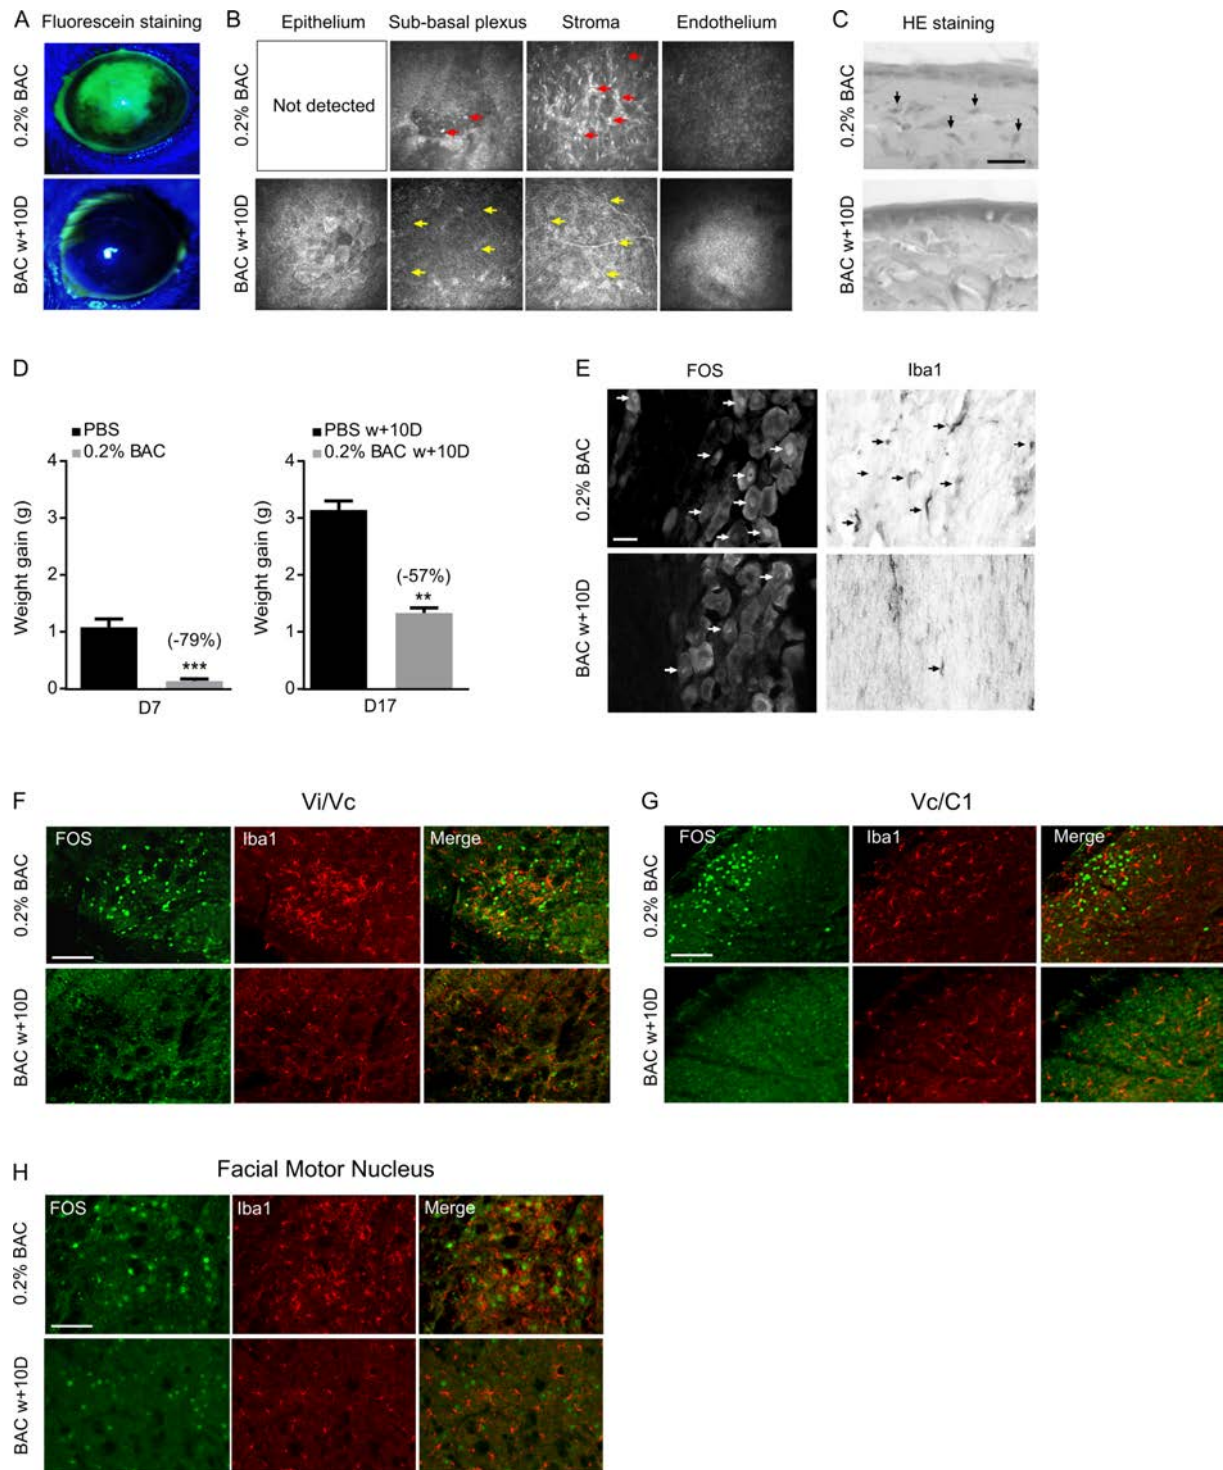 A Fluorescein staining
0.2% BAC
BAC w+10D
B Epithelium Sub-basal plexus Stroma Endothelium
0.2% BAC
Not detected
BAC w+10D
C HE staining
0.2% BAC
BAC w+10D
D
PBS
0.2% BAC
Weight gain (g)
4
3
2
1
0
(-79%)
***
D7
PBS w+10D
0.2% BAC w+10D
Weight gain (g)
4
3
2
1
0
(-57%)
**
D17
E FOS Iba1
0.2% BAC
BAC w+10D
F Vi/Vc
FOS Iba1 Merge
0.2% BAC
BAC w+10D
G Vc/C1
FOS Iba1 Merge
0.2% BAC
BAC w+10D
H Facial Motor Nucleus
FOS Iba1 Merge
0.2% BAC
BAC w+10D